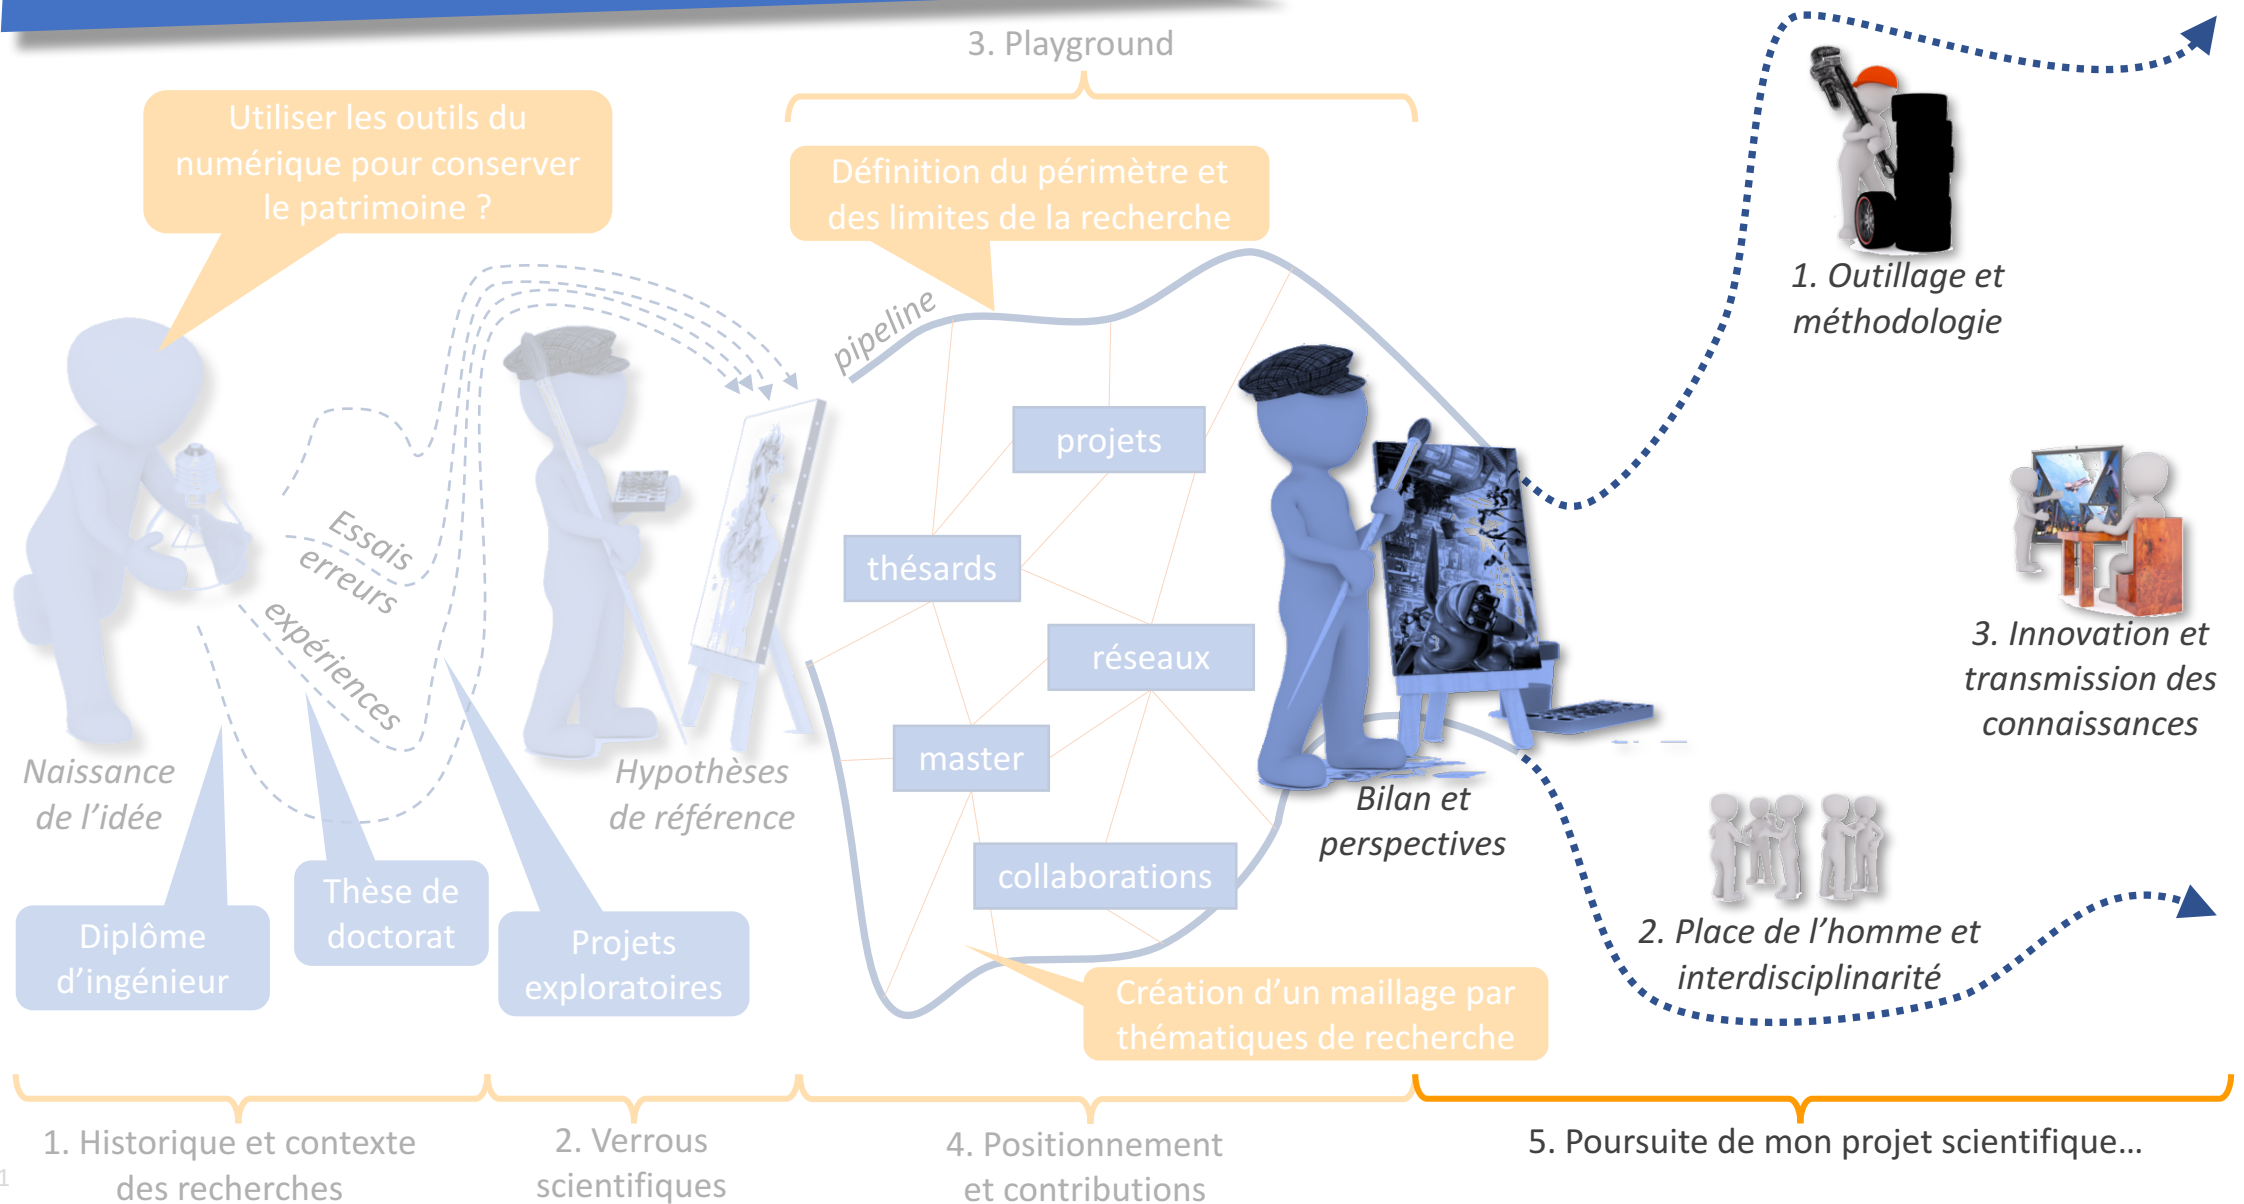 3. Playground
Utiliser les outils du
numérique pour conserver
le patrimoine ?
Définition du périmètre et
des limites de la recherche
pipeline
1. Outillage et
méthodologie
projets
thésards
réseaux
master
collaborations
Essais
erreurs
expériences
3. Innovation et
transmission des
connaissances
Naissance
de l’idée
Hypothèses
de référence
Bilan et
perspectives
2. Place de l’homme et
interdisciplinarité
Diplôme
d’ingénieur
Thèse de
doctorat
Projets
exploratoires
Création d’un maillage par
thématiques de recherche
1. Historique et contexte
des recherches
2. Verrous
scientifiques
4. Positionnement
et contributions
5. Poursuite de mon projet scientifique…
1